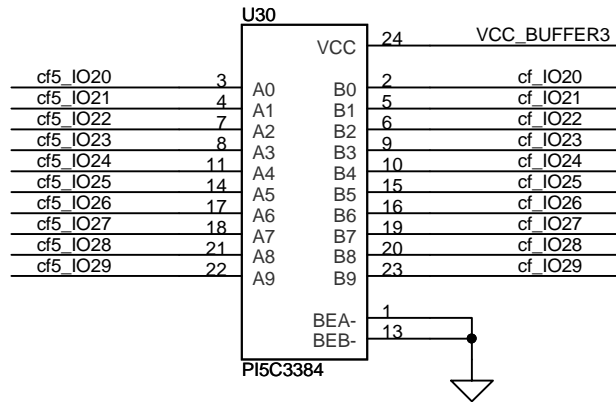 U30
VCC 24 VCC_BUFFER3
cf5_IO20 3 A0 B0 2 cf_IO20
cf5_IO21 4 A1 B1 5 cf_IO21
cf5_IO22 7 A2 B2 6 cf_IO22
cf5_IO23 8 A3 B3 9 cf_IO23
cf5_IO24 11 A4 B4 10 cf_IO24
cf5_IO25 14 A5 B5 15 cf_IO25
cf5_IO26 17 A6 B6 16 cf_IO26
cf5_IO27 18 A7 B7 19 cf_IO27
cf5_IO28 21 A8 B8 20 cf_IO28
cf5_IO29 22 A9 B9 23 cf_IO29
BEA- 1
BEB- 13
PI5C3384